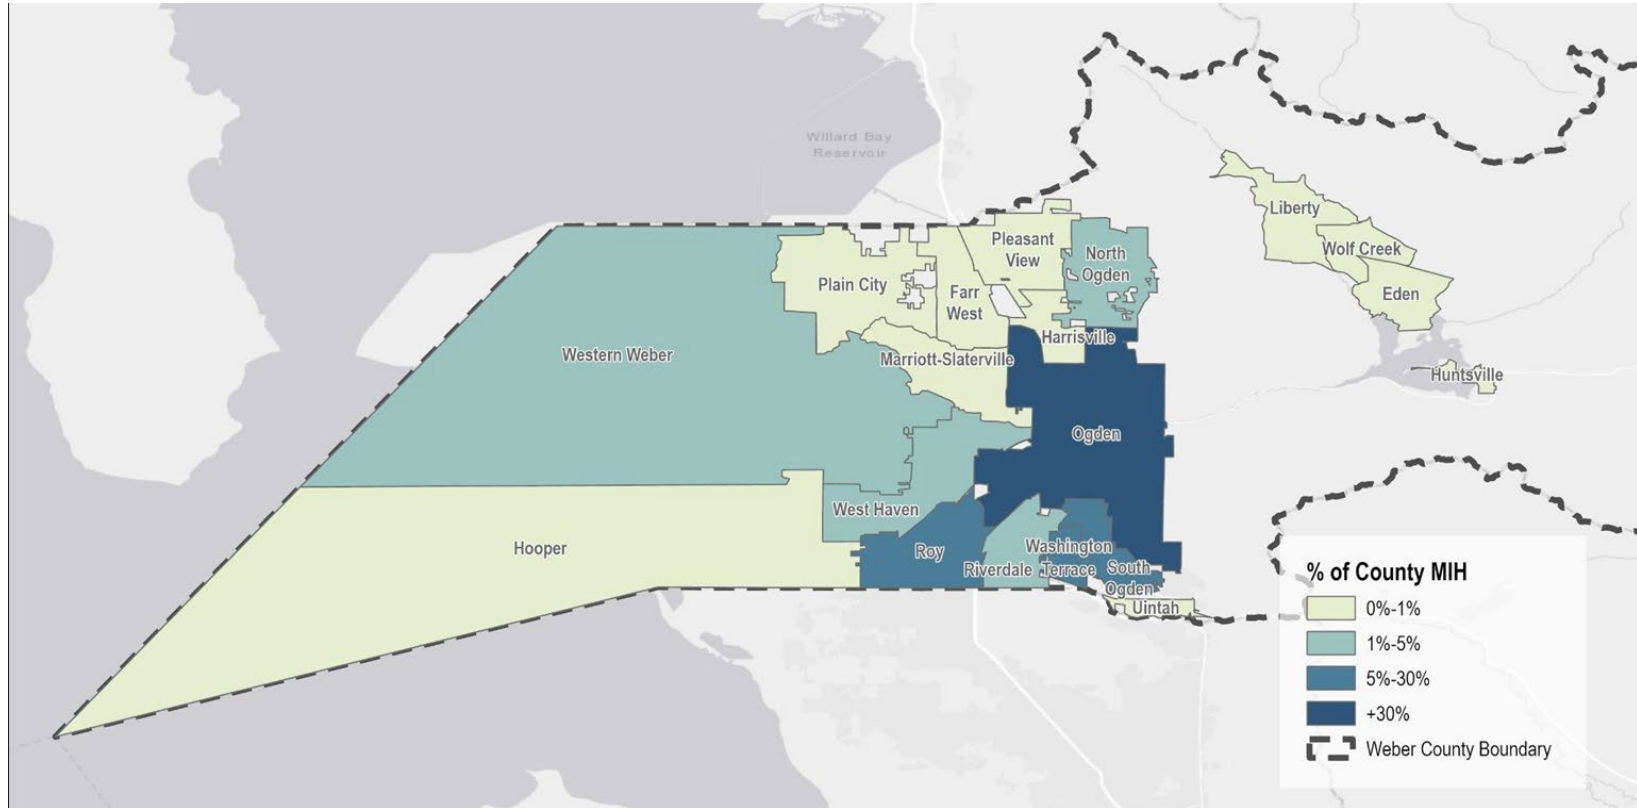 Willard Bay
Reservoir
Liberty
Wolf Creek
Eden
Huntsville
Pleasant
View
North
Ogden
Plain City
Farr
West
Harrisville
Marriott-Slaterville
Western Weber
Ogden
West Haven
Hooper
Roy
Riverdale
Washington
Terrace
South
Ogden
Uintah
% of County MIH
0%-1%
1%-5%
5%-30%
+30%
Weber County Boundary